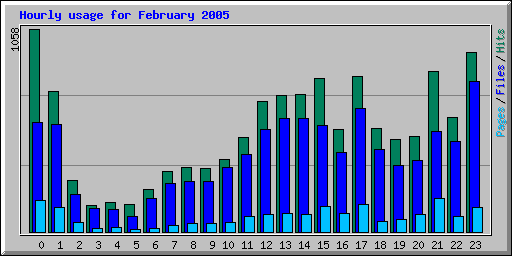 Hourly usage for February 2005
1058
Pages/Files/Hits
0 1 2 3 4 5 6 7 8 9 10 11 12 13 14 15 16 17 18 19 20 21 22 23